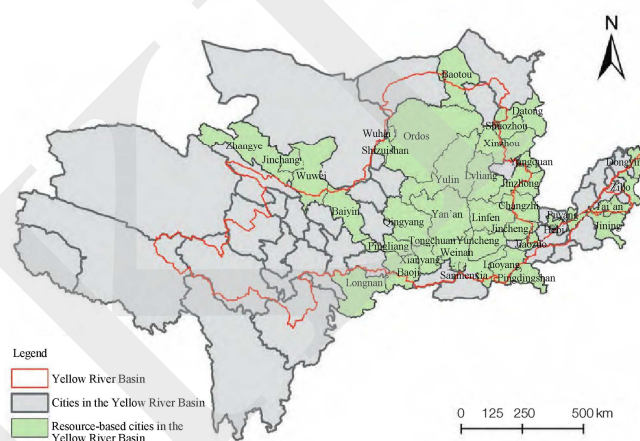 N
Baotou
Datong
Wuhai
Shuozhou
Ordos
Shizuishan
Xinzhou
Zhangye
Yangquan
Jinchang
Lvliang
Wuwei
Yulin
Jinzhong
Zibo
Baiyin
Changzhi
Tai'an
Qingyang
Yan'an
Linfen
Puyang
Jining
Jincheng
Hebi
Pingliang
Tongchuan
Yuncheng
Jiaozuo
Xianyang
Weinan
Baoji
Luoyang
Longnan
Sanmenxia
Pingdingshan
Legend
Yellow River Basin
Cities in the Yellow River Basin
Resource-based cities in the
Yellow River Basin
0 125 250 500 km